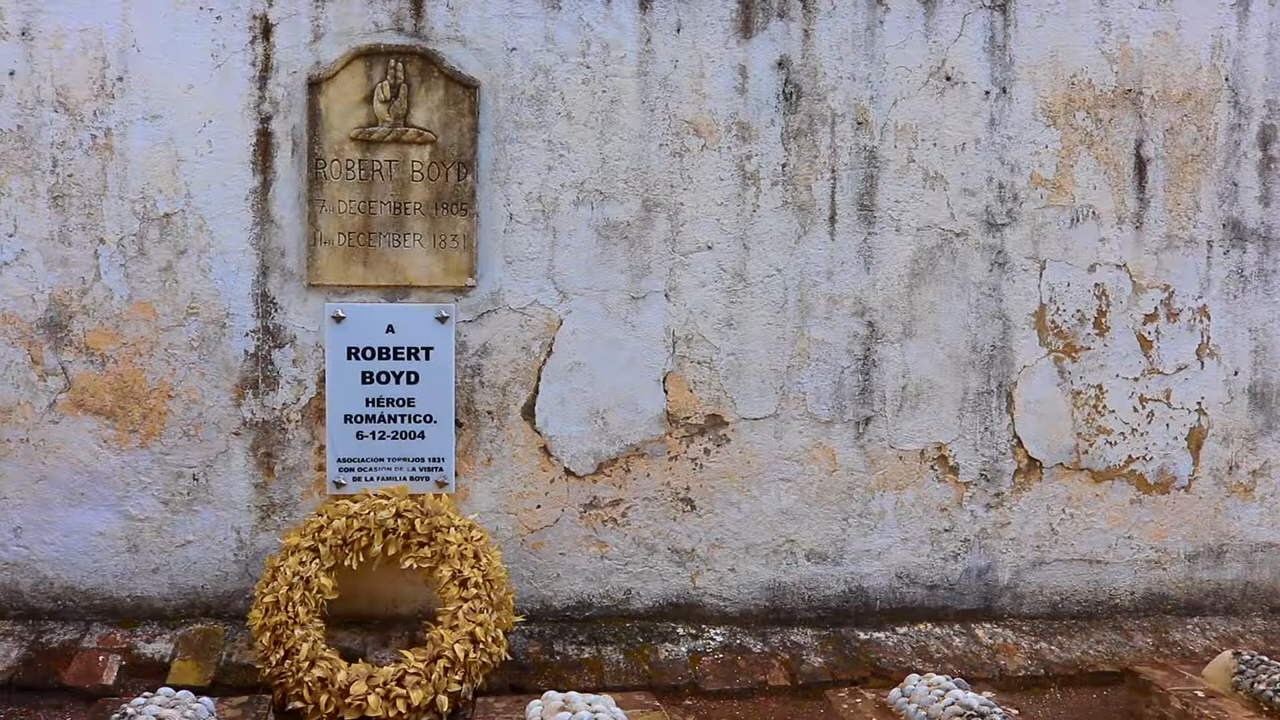 ROBERT BOYD
7TH DECEMBER 1805
11TH DECEMBER 1831
A
ROBERT
BOYD
HÉROE
ROMÁNTICO.
6-12-2004
ASOCIACIÓN TORRIJOS 1831
CON OCASION DE LA VISITA
DE LA FAMILIA BOYD